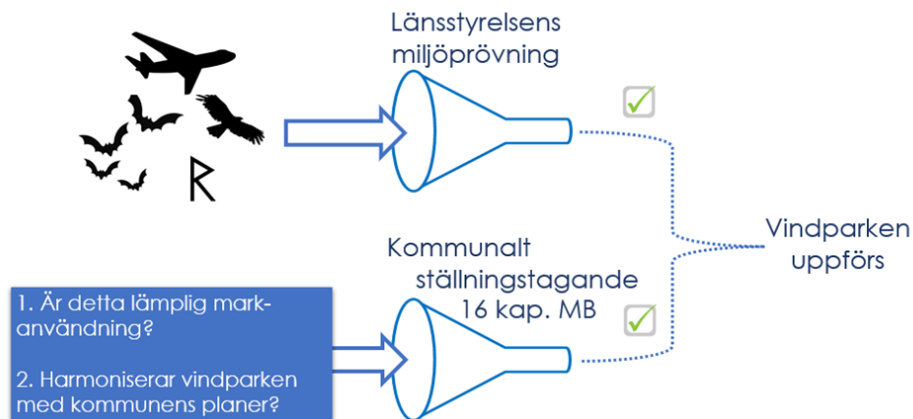 Länsstyrelsens
miljöprövning
Kommunalt
ställningstagande
16 kap. MB
1. Är detta lämplig mark-
användning?
2. Harmoniserar vindparken
med kommunens planer?
Vindparken
uppförs